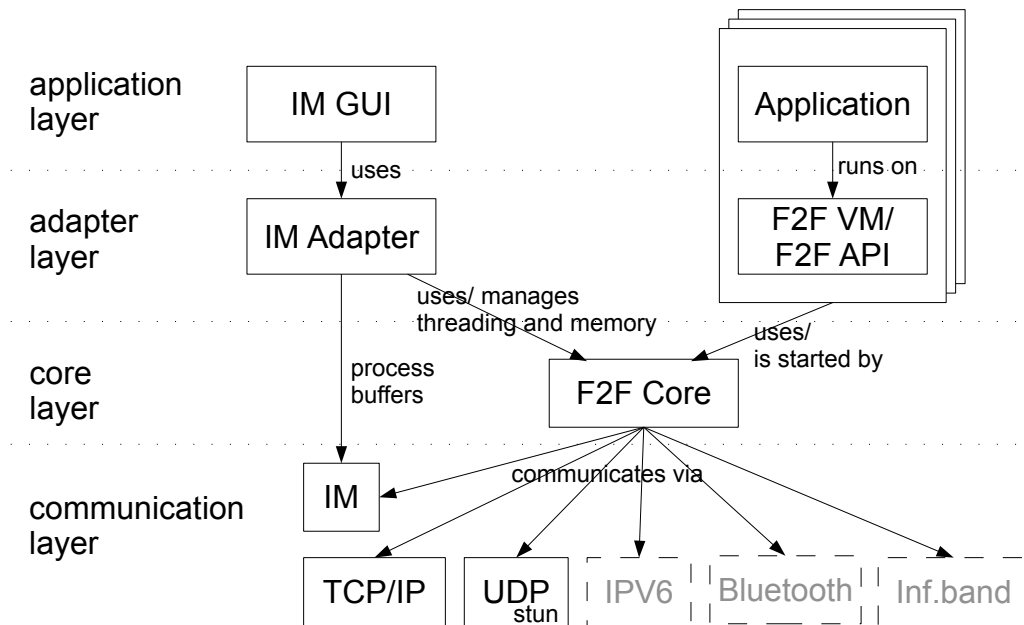 application
layer
IM GUI
Application
uses
runs on
adapter
layer
IM Adapter
F2F VM/
F2F API
uses/ manages
threading and memory
uses/
is started by
core
layer
process
buffers
F2F Core
communicates via
communication
layer
IM
TCP/IP
UDP
stun
IPV6
Bluetooth
Inf.band